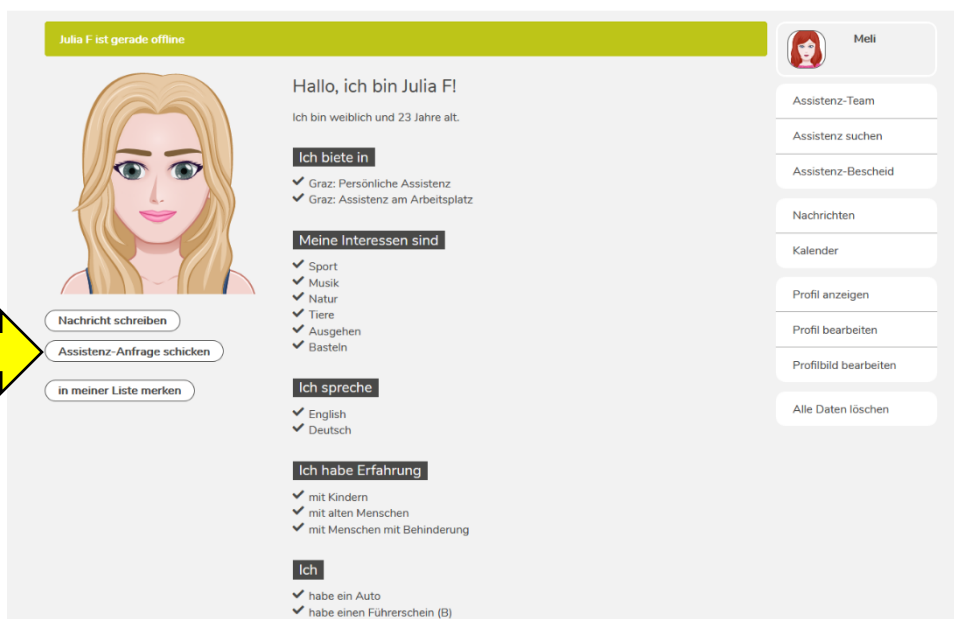 Julia F ist gerade offline
Hallo, ich bin Julia F!
Ich bin weiblich und 23 Jahre alt.
Ich biete in
Graz: Persönliche Assistenz
Graz: Assistenz am Arbeitsplatz
Meine Interessen sind
Sport
Musik
Natur
Tiere
Ausgehen
Basteln
Ich spreche
English
Deutsch
Ich habe Erfahrung
mit Kindern
mit alten Menschen
mit Menschen mit Behinderung
Ich
habe ein Auto
habe einen Führerschein (B)
Nachricht schreiben
Assistenz-Anfrage schicken
in meiner Liste merken
Meli
Assistenz-Team
Assistenz suchen
Assistenz-Bescheid
Nachrichten
Kalender
Profil anzeigen
Profil bearbeiten
Profilbild bearbeiten
Alle Daten löschen